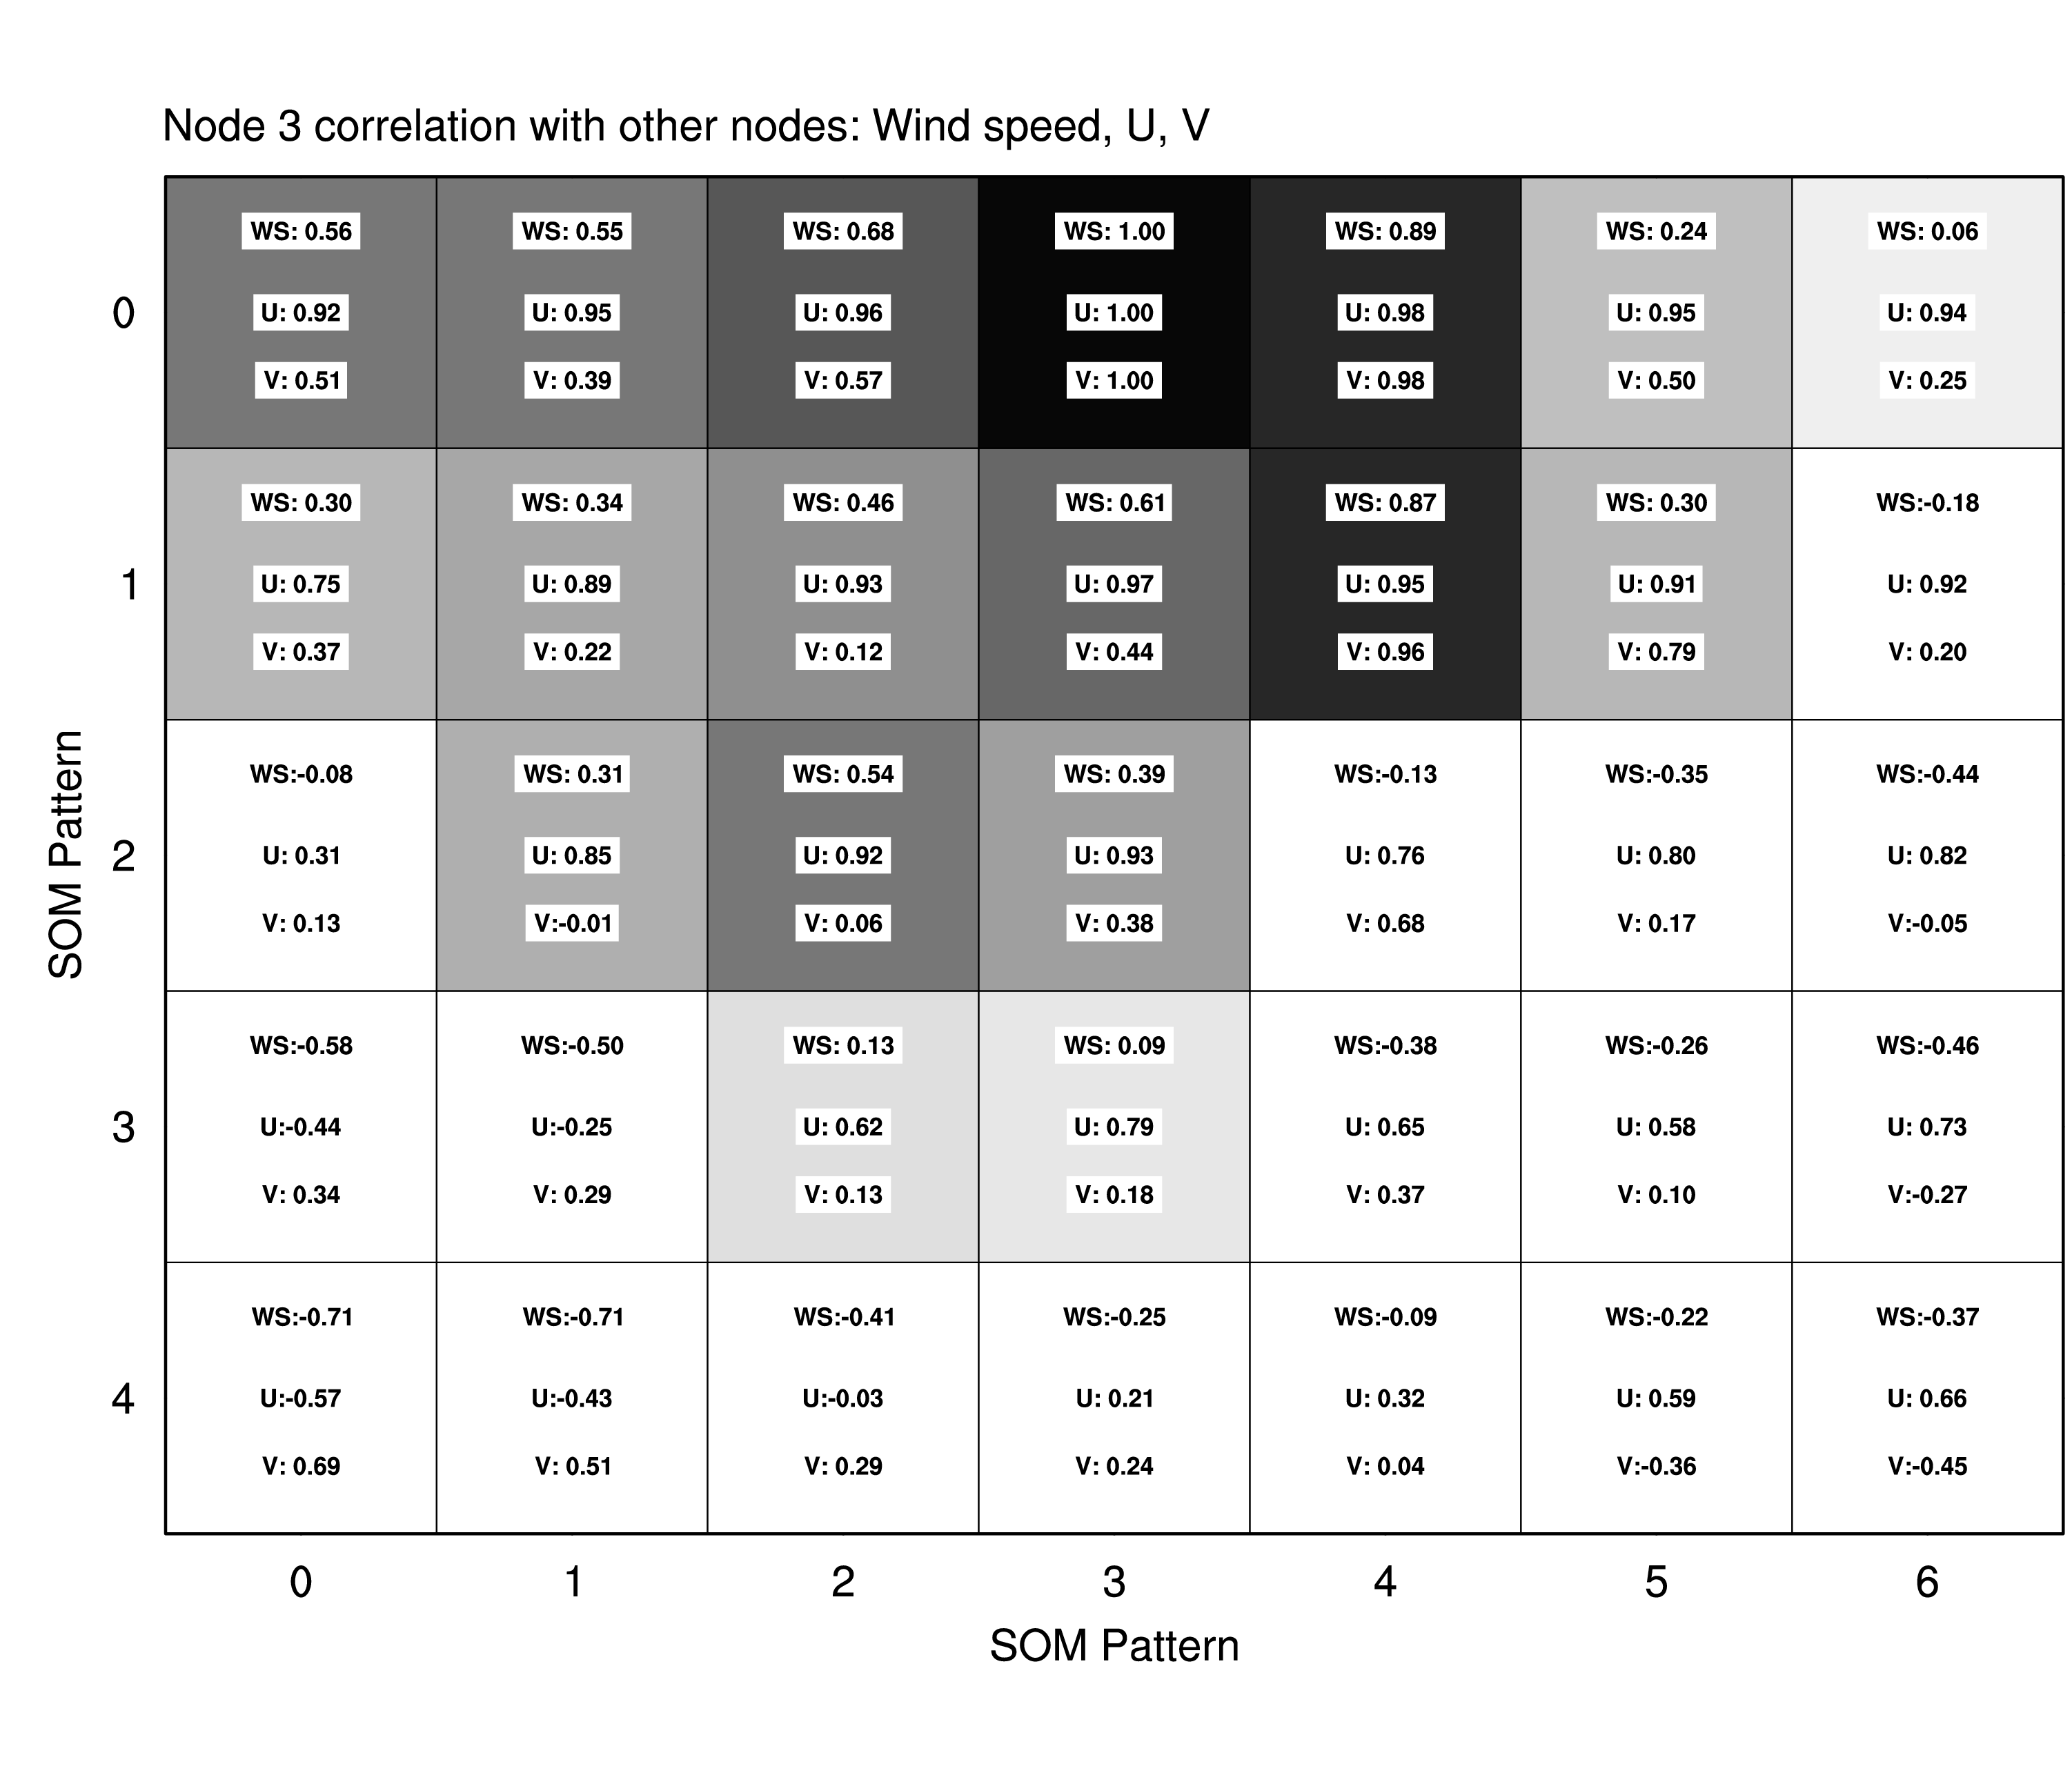 Node 3 correlation with other nodes: Wind speed, U, V
WS: 0.56 WS: 0.55 WS: 0.68 WS: 1.00 WS: 0.89 WS: 0.24 WS: 0.06
0 U: 0.92 U: 0.95 U: 0.96 U: 1.00 U: 0.98 U: 0.95 U: 0.94
V: 0.51 V: 0.39 V: 0.57 V: 1.00 V: 0.98 V: 0.50 V: 0.25
WS: 0.30 WS: 0.34 WS: 0.46 WS: 0.61 WS: 0.87 WS: 0.30 WS:-0.18
1 U: 0.75 U: 0.89 U: 0.93 U: 0.97 U: 0.95 U: 0.91 U: 0.92
V: 0.37 V: 0.22 V: 0.12 V: 0.44 V: 0.96 V: 0.79 V: 0.20
SOM Pattern
WS:-0.08 WS: 0.31 WS: 0.54 WS: 0.39 WS:-0.13 WS:-0.35 WS:-0.44
2 U: 0.31 U: 0.85 U: 0.92 U: 0.93 U: 0.76 U: 0.80 U: 0.82
V: 0.13 V:-0.01 V: 0.06 V: 0.38 V: 0.68 V: 0.17 V:-0.05
WS:-0.58 WS:-0.50 WS: 0.13 WS: 0.09 WS:-0.38 WS:-0.26 WS:-0.46
3 U:-0.44 U:-0.25 U: 0.62 U: 0.79 U: 0.65 U: 0.58 U: 0.73
V: 0.34 V: 0.29 V: 0.13 V: 0.18 V: 0.37 V: 0.10 V:-0.27
WS:-0.71 WS:-0.71 WS:-0.41 WS:-0.25 WS:-0.09 WS:-0.22 WS:-0.37
4 U:-0.57 U:-0.43 U:-0.03 U: 0.21 U: 0.32 U: 0.59 U: 0.66
V: 0.69 V: 0.51 V: 0.29 V: 0.24 V: 0.04 V:-0.36 V:-0.45
0 1 2 3 4 5 6
SOM Pattern